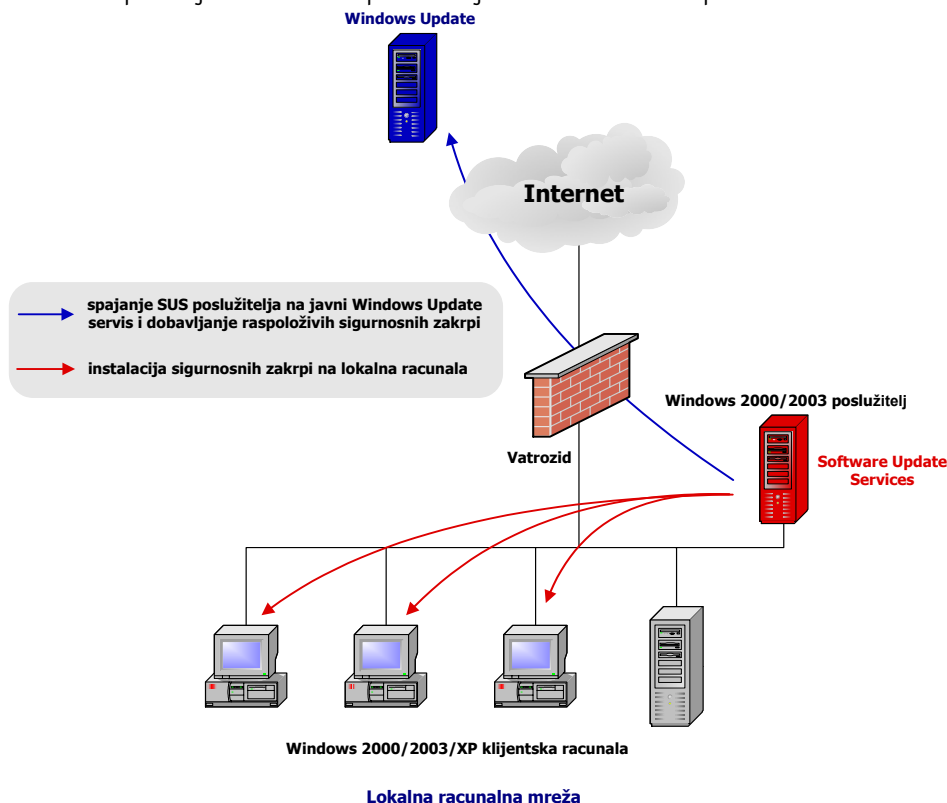 Windows Update
Internet
spajanje SUS poslužitelja na javni Windows Update
servis i dobavljanje raspoloživih sigurnosnih zakrpi
instalacija sigurnosnih zakrpi na lokalna racunala
Windows 2000/2003 poslužitelj
Vatrozid
Software Update
Services
Windows 2000/2003/XP klijentska racunala
Lokalna racunalna mreža